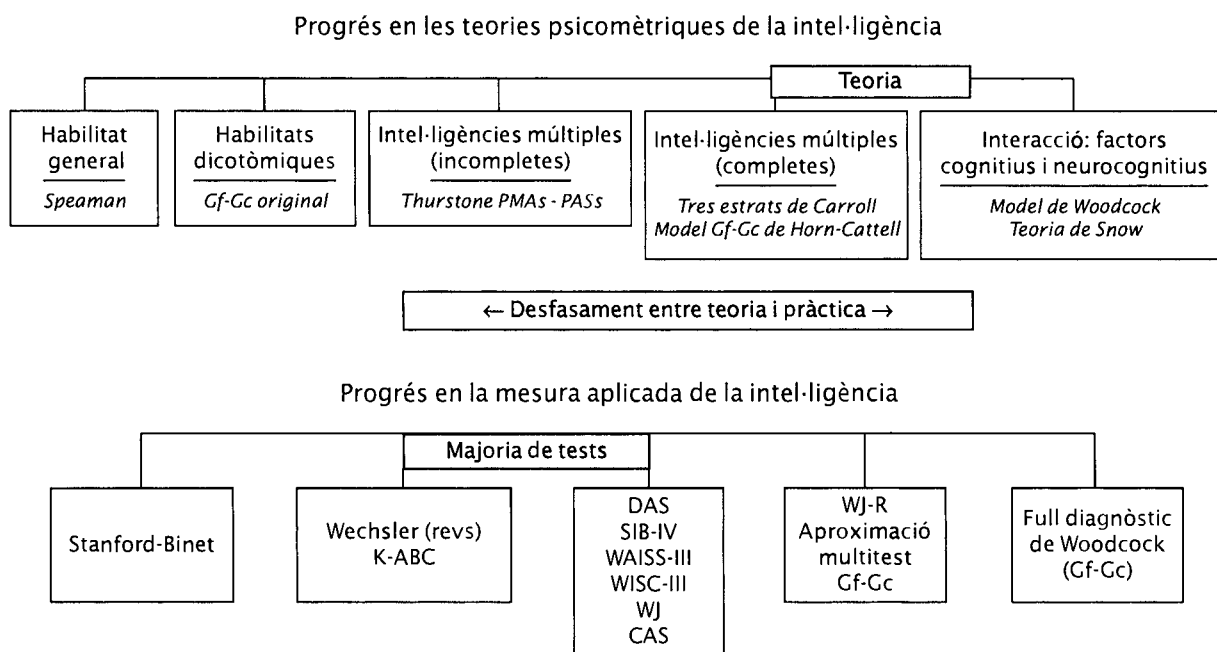 Progrés en les teories psicomètriques de la intel·ligència
Teoria
Habilitat
general
Speaman
Habilitats
dicotòmiques
Gf-Gc original
Intel·ligències múltiples
(incompletes)
Thurstone PMAs - PASs
Intel·ligències múltiples
(completes)
Tres estrats de Carroll
Model Gf-Gc de Horn-Cattell
Interacció: factors
cognitius i neurocognitius
Model de Woodcock
Teoria de Snow
← Desfasament entre teoria i pràctica →
Progrés en la mesura aplicada de la intel·ligència
Majoria de tests
Stanford-Binet
Wechsler (revs)
K-ABC
DAS
SIB-IV
WAISS-III
WISC-III
WJ
CAS
WJ-R
Aproximació
multitest
Gf-Gc
Full diagnòstic
de Woodcock
(Gf-Gc)